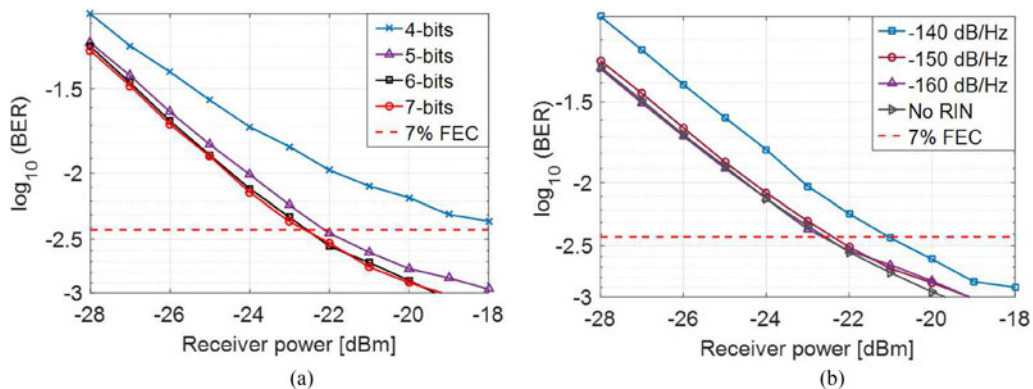 4-bits
5-bits
6-bits
7-bits
7% FEC
log10 (BER)
-1.5
-2
-2.5
-3
-28 -26 -24 -22 -20 -18
Receiver power [dBm]
(a)
-140 dB/Hz
-150 dB/Hz
-160 dB/Hz
No RIN
7% FEC
log10 (BER)
-1.5
-2
-2.5
-3
-28 -26 -24 -22 -20 -18
Receiver power [dBm]
(b)